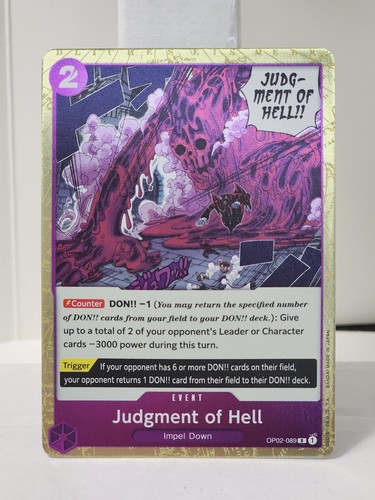 2
JUDG-
MENT OF
HELL!!
Counter DON!! −1 (You may return the specified number
of DON!! cards from your field to your DON!! deck.): Give
up to a total of 2 of your opponent's Leader or Character
cards −3000 power during this turn.
Trigger If your opponent has 6 or more DON!! cards on their field,
your opponent returns 1 DON!! card from their field to their DON!! deck.
EVENT
Judgment of Hell
Impel Down
OP02-089 R 1